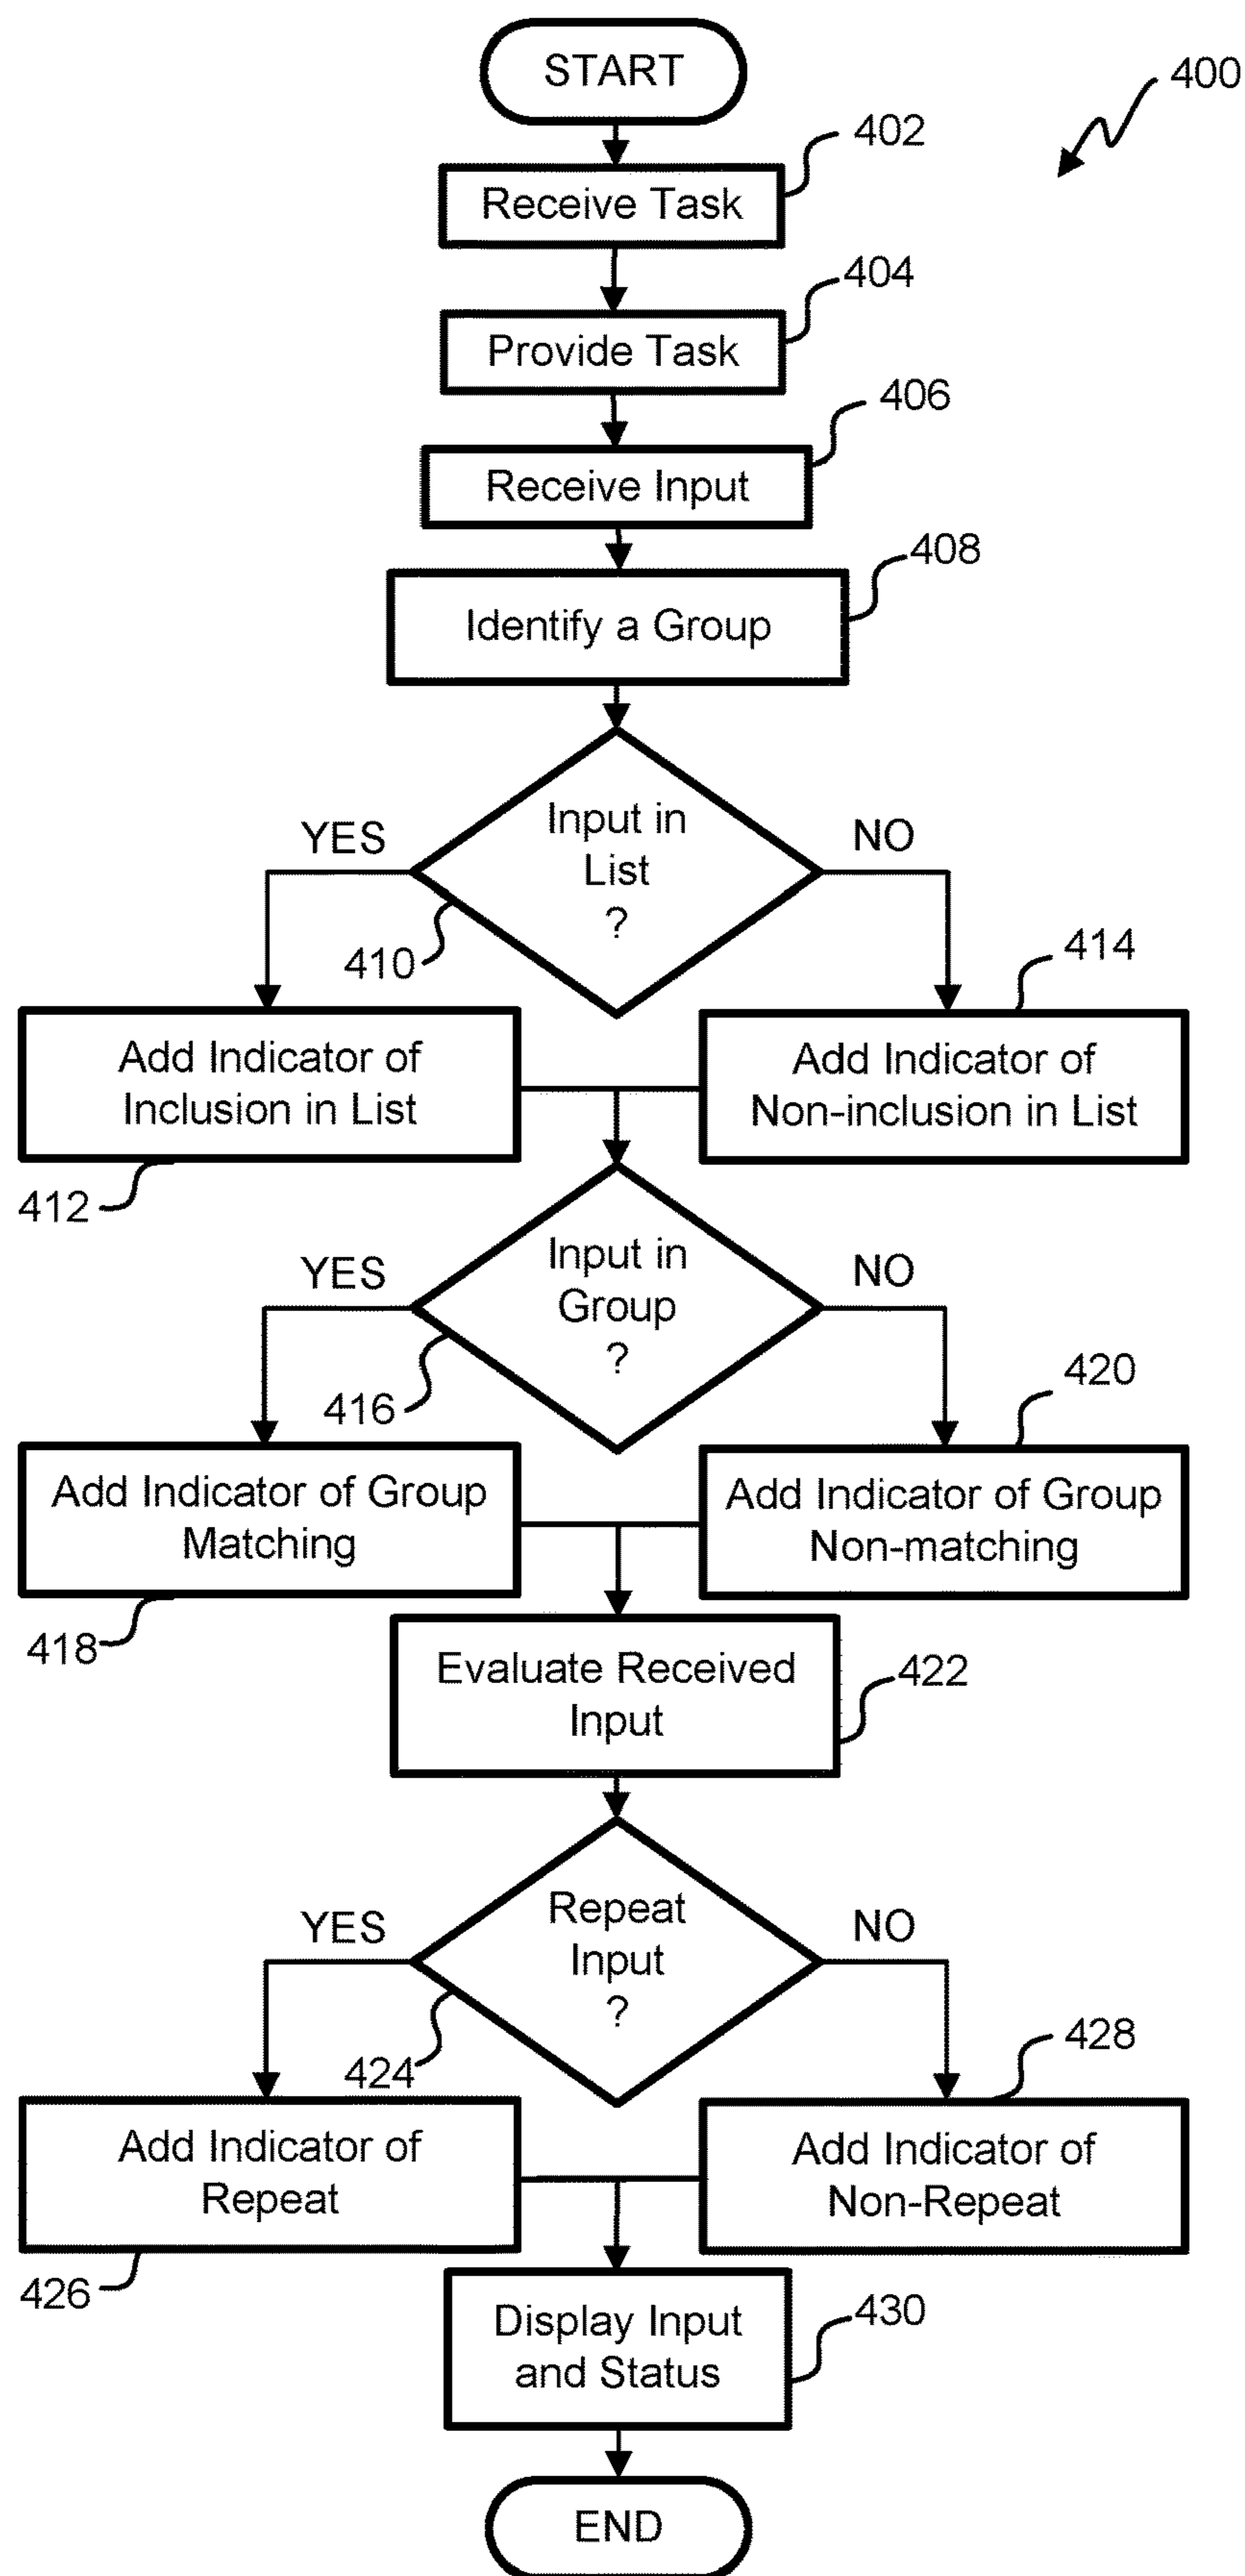 START
400
402
Receive Task
404
Provide Task
406
Receive Input
408
Identify a Group
Input in
List
?
YES
NO
410
414
Add Indicator of
Inclusion in List
Add Indicator of
Non-inclusion in List
412
Input in
Group
?
YES
NO
416
420
Add Indicator of Group
Matching
Add Indicator of Group
Non-matching
418
Evaluate Received
Input
422
Repeat
Input
?
YES
NO
424
428
Add Indicator of
Repeat
Add Indicator of
Non-Repeat
426
Display Input
and Status
430
END